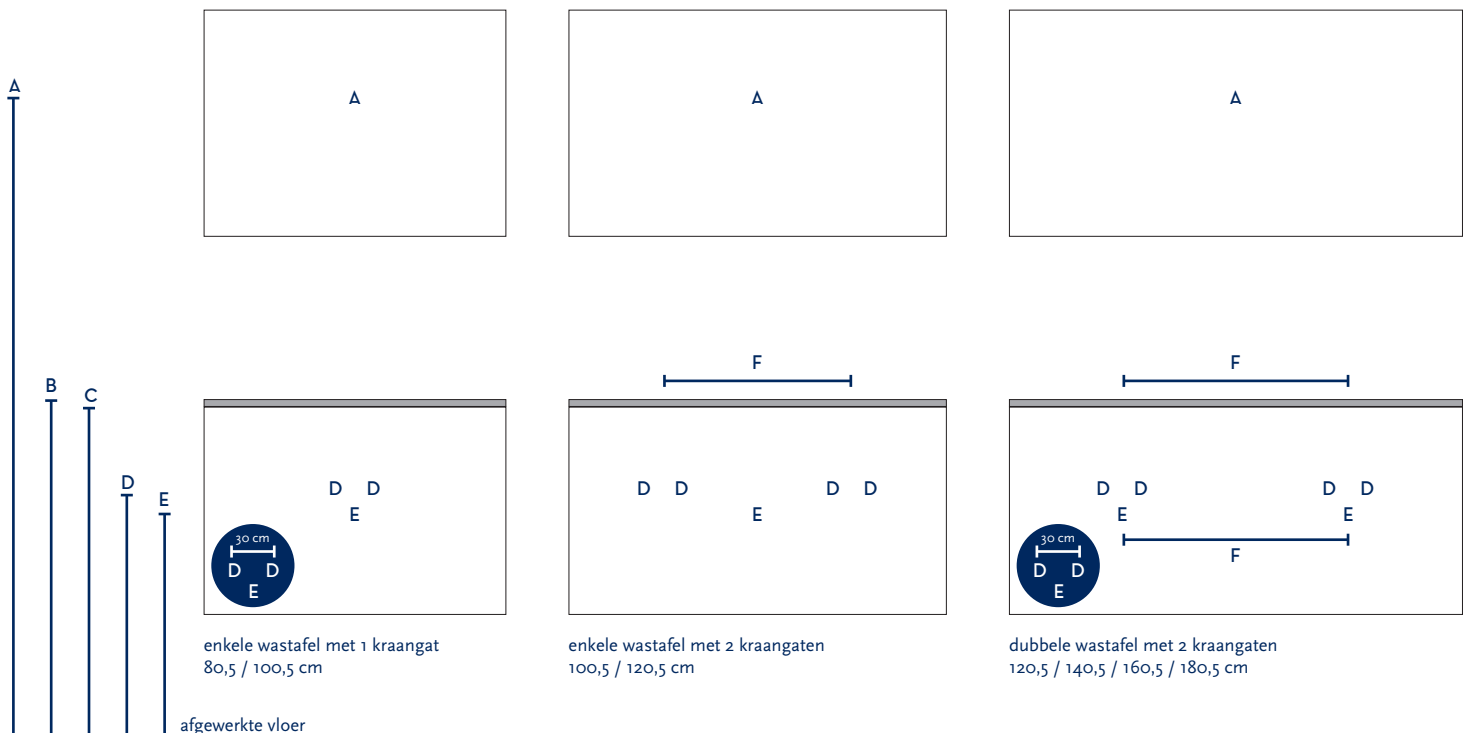 A
A
A
A
B
C
D
E
F
F
D D
E
30 cm
D D
E
D D
D D
E
D D
D D
E
E
F
30 cm
D D
E
enkele wastafel met 1 kraangat
80,5 / 100,5 cm
enkele wastafel met 2 kraangaten
100,5 / 120,5 cm
dubbele wastafel met 2 kraangaten
120,5 / 140,5 / 160,5 / 180,5 cm
afgewerkte vloer